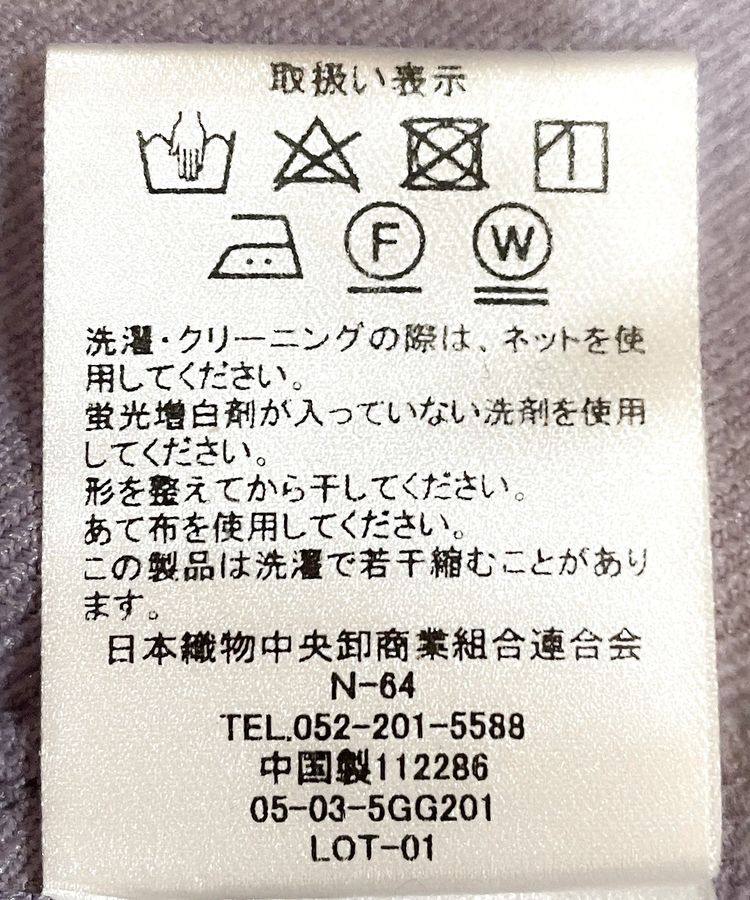 取扱い表示
F W
洗濯・クリーニングの際は、ネットを使
用してください。
蛍光増白剤が入っていない洗剤を使用
してください。
形を整えてから干してください。
あて布を使用してください。
この製品は洗濯で若干縮むことがあり
ます。
日本織物中央卸商業組合連合会
N-64
TEL.052-201-5588
中国製112286
05-03-5GG201
LOT-01